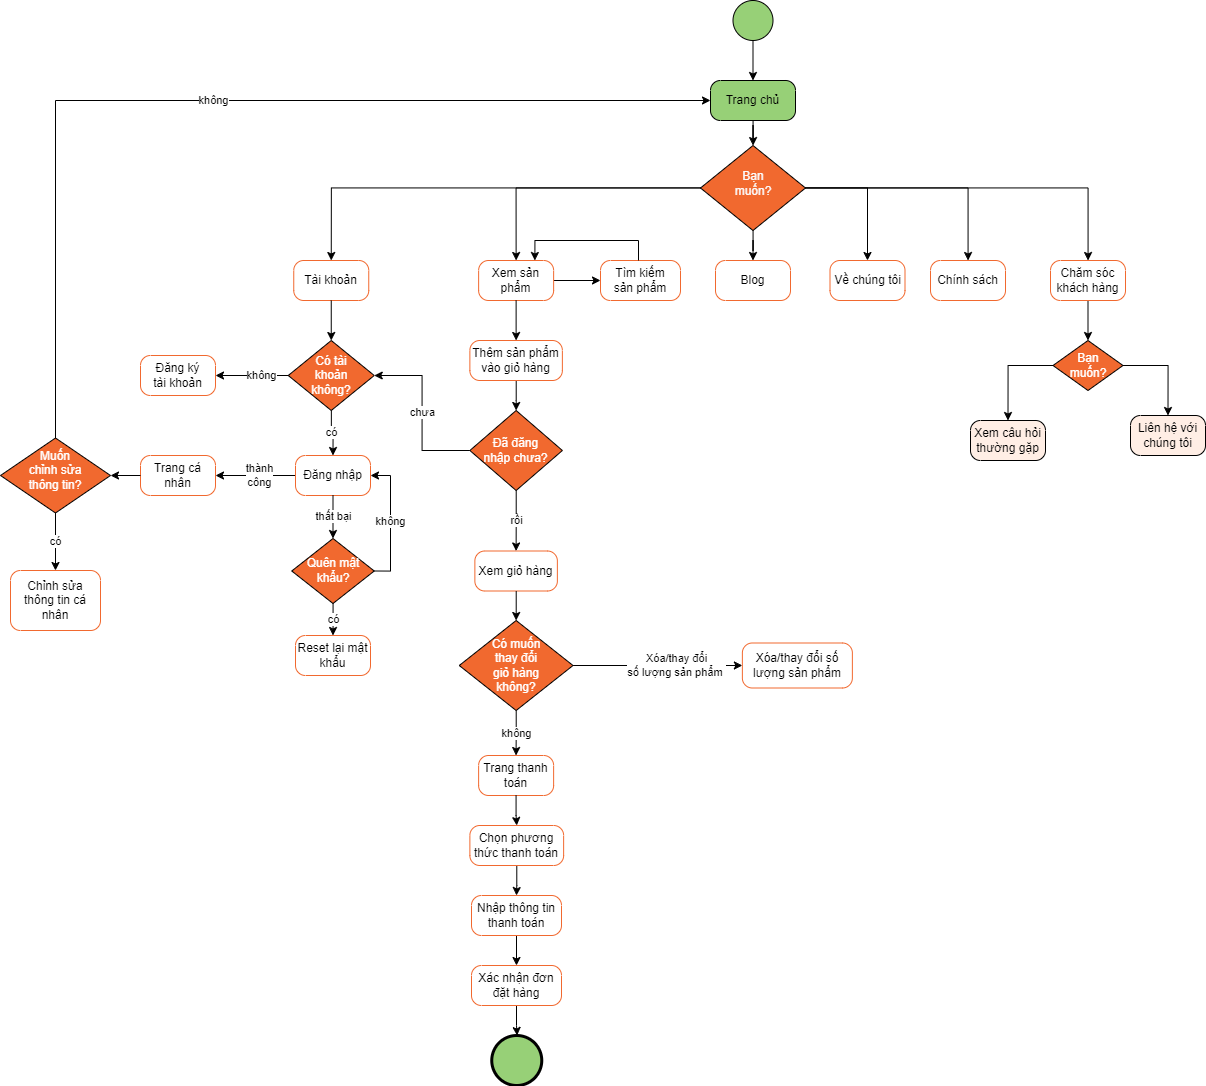 Trang chủ
không
Bạn
muốn?
Tài khoản
Xem sản
phẩm
Tìm kiếm
sản phẩm
Blog
Về chúng tôi
Chính sách
Chăm sóc
khách hàng
Có tài
khoản
không?
không
Đăng ký
tài khoản
Thêm sản phẩm
vào giỏ hàng
Bạn
muốn?
chưa
có
Xem câu hỏi
thường gặp
Liên hệ với
chúng tôi
Đã đăng
nhập chưa?
Muốn
chỉnh sửa
thông tin?
Trang cá
nhân
thành
công
Đăng nhập
thất bại
không
rồi
có
Quên mật
khẩu?
Xem giỏ hàng
Chỉnh sửa
thông tin cá
nhân
có
Reset lại mật
khẩu
Có muốn
thay đổi
giỏ hàng
không?
Xóa/thay đổi
số lượng sản phẩm
Xóa/thay đổi số
lượng sản phẩm
không
Trang thanh
toán
Chọn phương
thức thanh toán
Nhập thông tin
thanh toán
Xác nhận đơn
đặt hàng